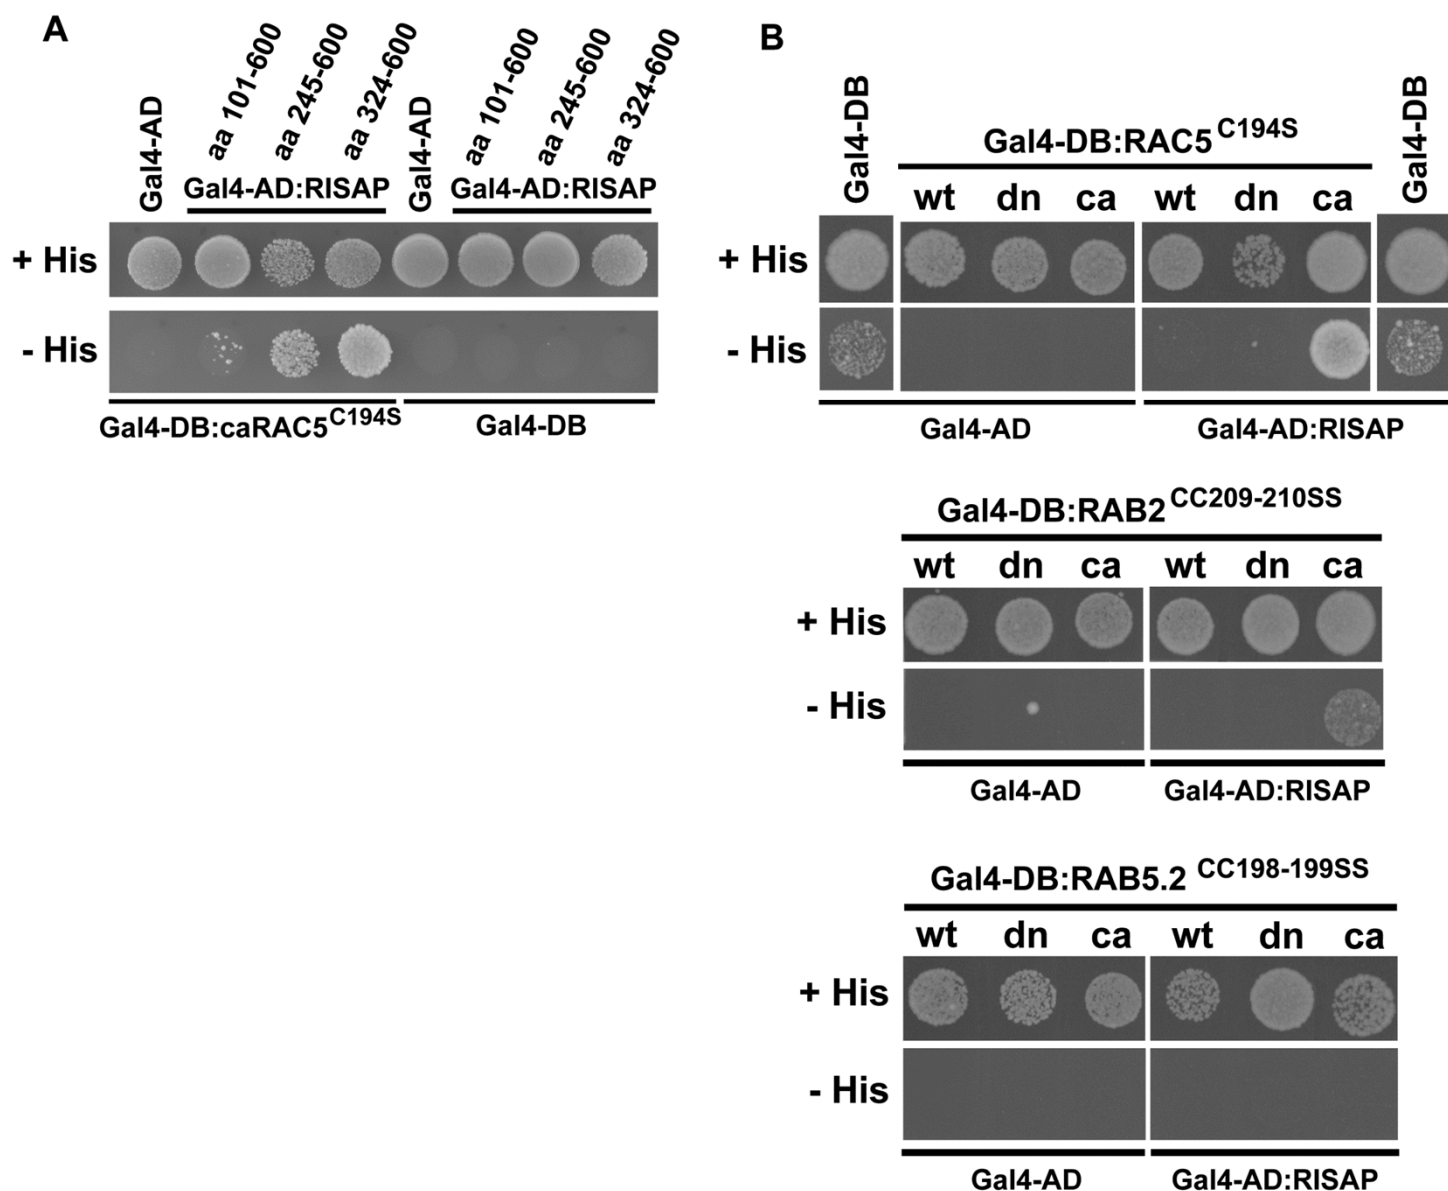 A
Gal4-AD
aa 101-600
aa 245-600
aa 324-600
Gal4-AD
aa 101-600
aa 245-600
aa 324-600
Gal4-AD:RISAP
Gal4-AD:RISAP
+ His
- His
Gal4-DB:caRAC5C194S
Gal4-DB
B
Gal4-DB
Gal4-DB:RAC5C194S
Gal4-DB
wt dn ca wt dn ca
+ His
- His
Gal4-AD
Gal4-AD:RISAP
Gal4-DB:RAB2CC209-210SS
wt dn ca wt dn ca
+ His
- His
Gal4-AD
Gal4-AD:RISAP
Gal4-DB:RAB5.2 CC198-199SS
wt dn ca wt dn ca
+ His
- His
Gal4-AD
Gal4-AD:RISAP